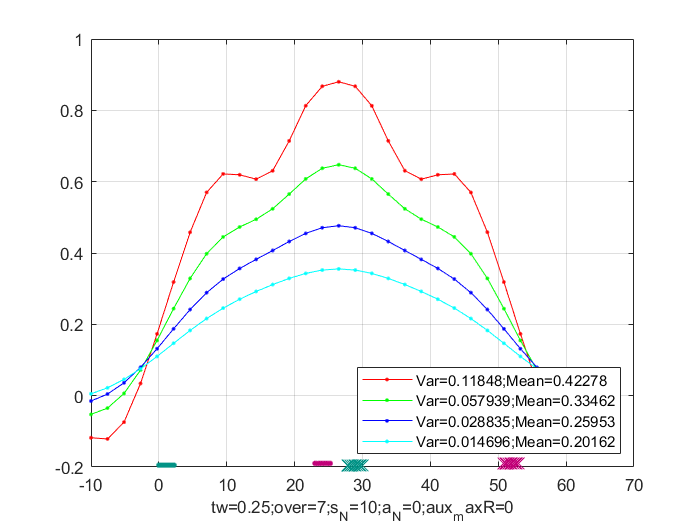 1
0.8
0.6
0.4
0.2
0
-0.2
-10 0 10 20 30 40 50 60 70
Var=0.11848;Mean=0.42278
Var=0.057939;Mean=0.33462
Var=0.028835;Mean=0.25953
Var=0.014696;Mean=0.20162
tw=0.25;over=7;s_N=10;a_N=0;aux_maxR=0